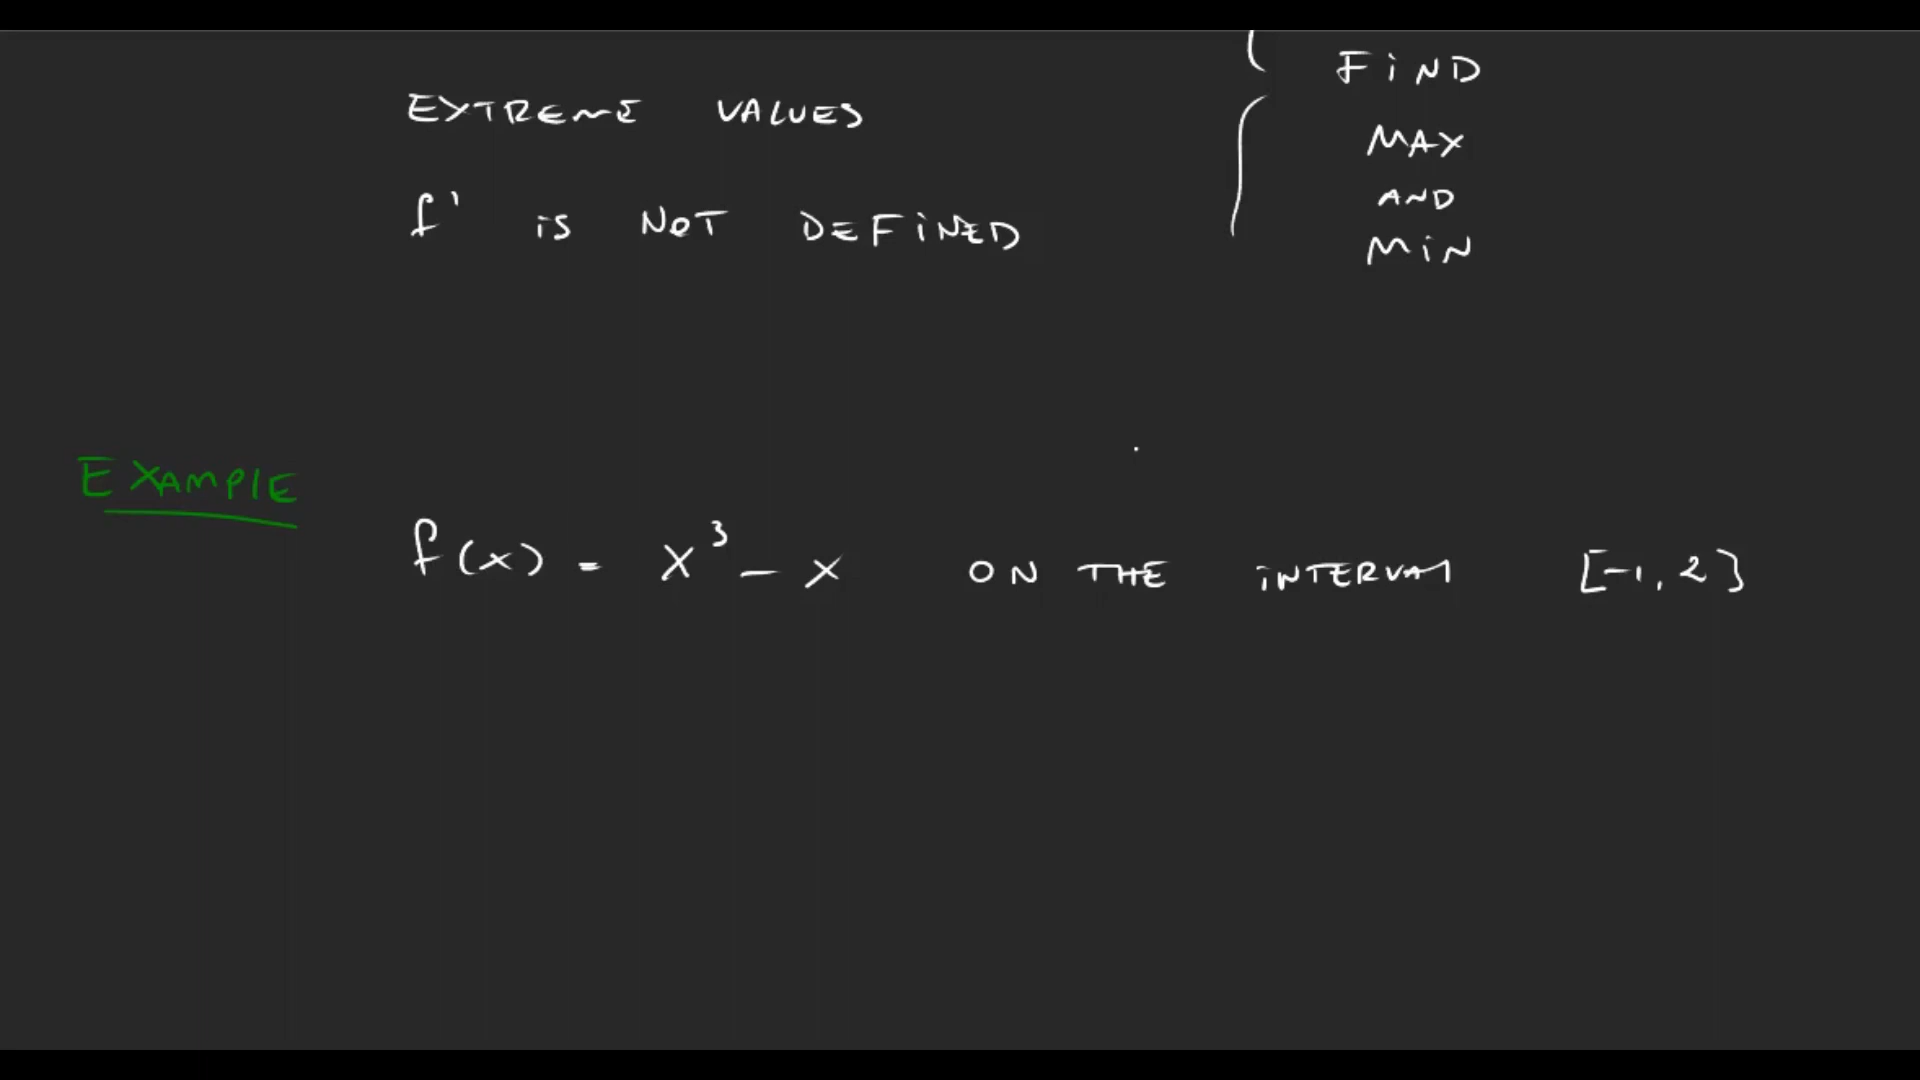 FIND
EXTREME VALUES
MAX
AND
f' is NOT DEFINED
MIN
EXAMPLE
f(x) = x³ - x ON THE INTERVAL [-1, 2]